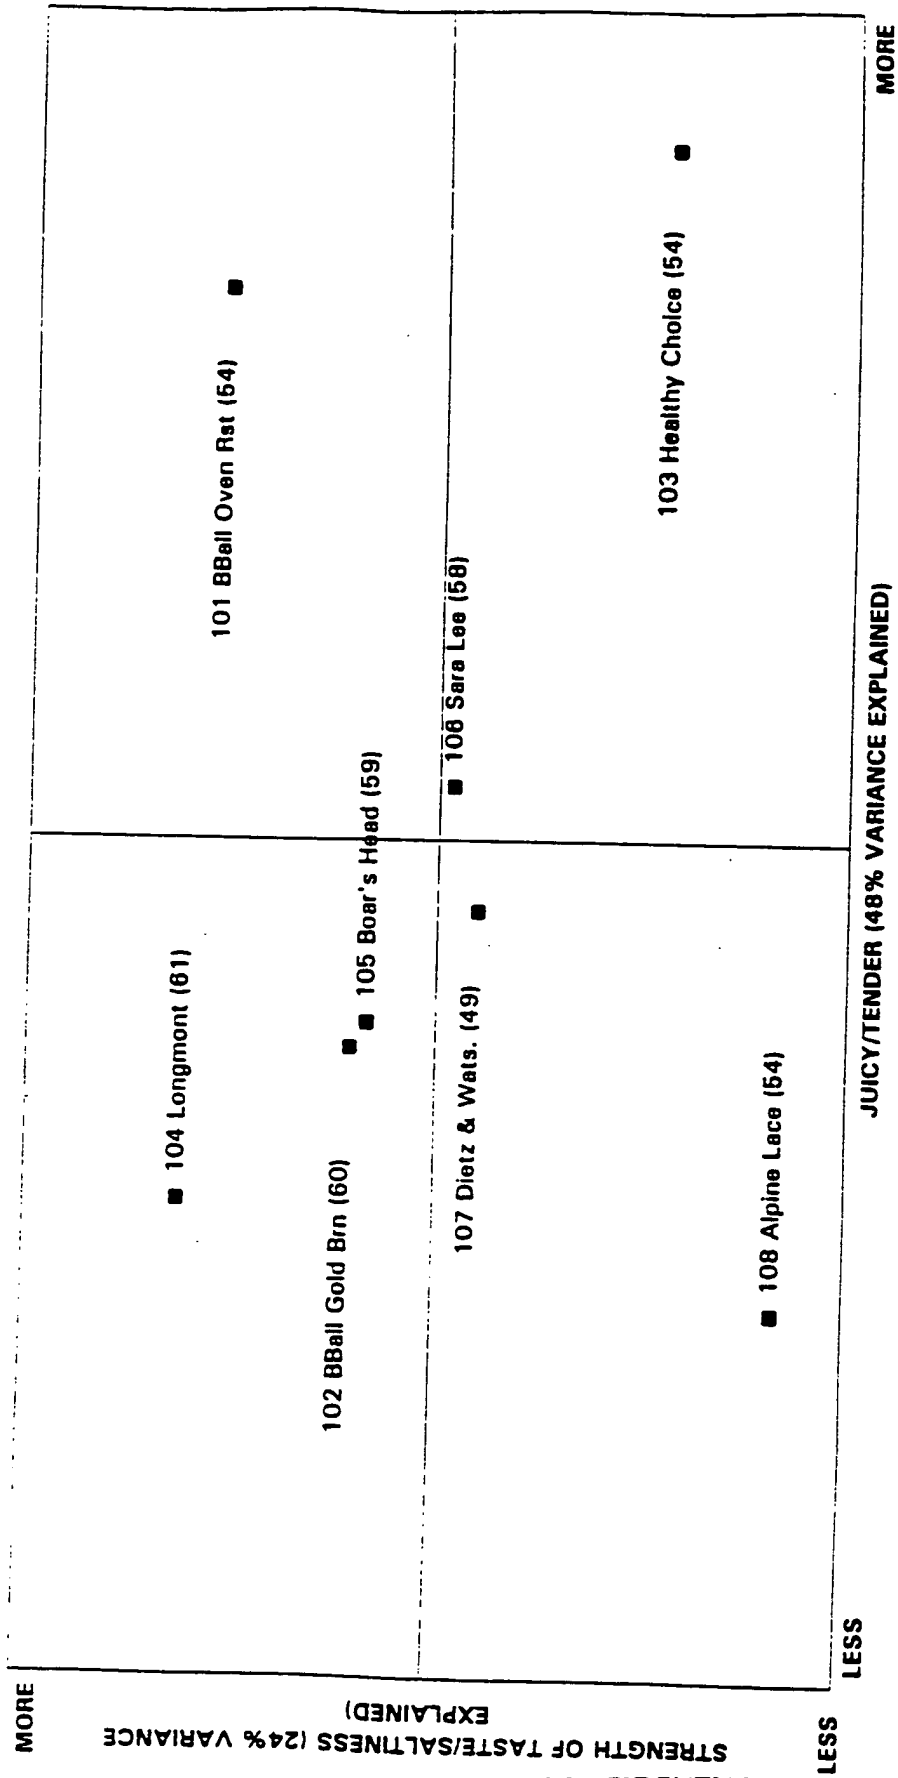 MORE
STRENGTH OF TASTE/SALTINESS (24% VARIANCE
EXPLAINED)
LESS
104 Longmont (61)
101 BBall Oven Rst (54)
102 BBall Gold Brn (60)
105 Boar's Head (59)
106 Sara Lee (58)
107 Dietz & Wats. (49)
103 Healthy Choice (54)
108 Alpine Lace (54)
LESS
JUICY/TENDER (48% VARIANCE EXPLAINED)
MORE